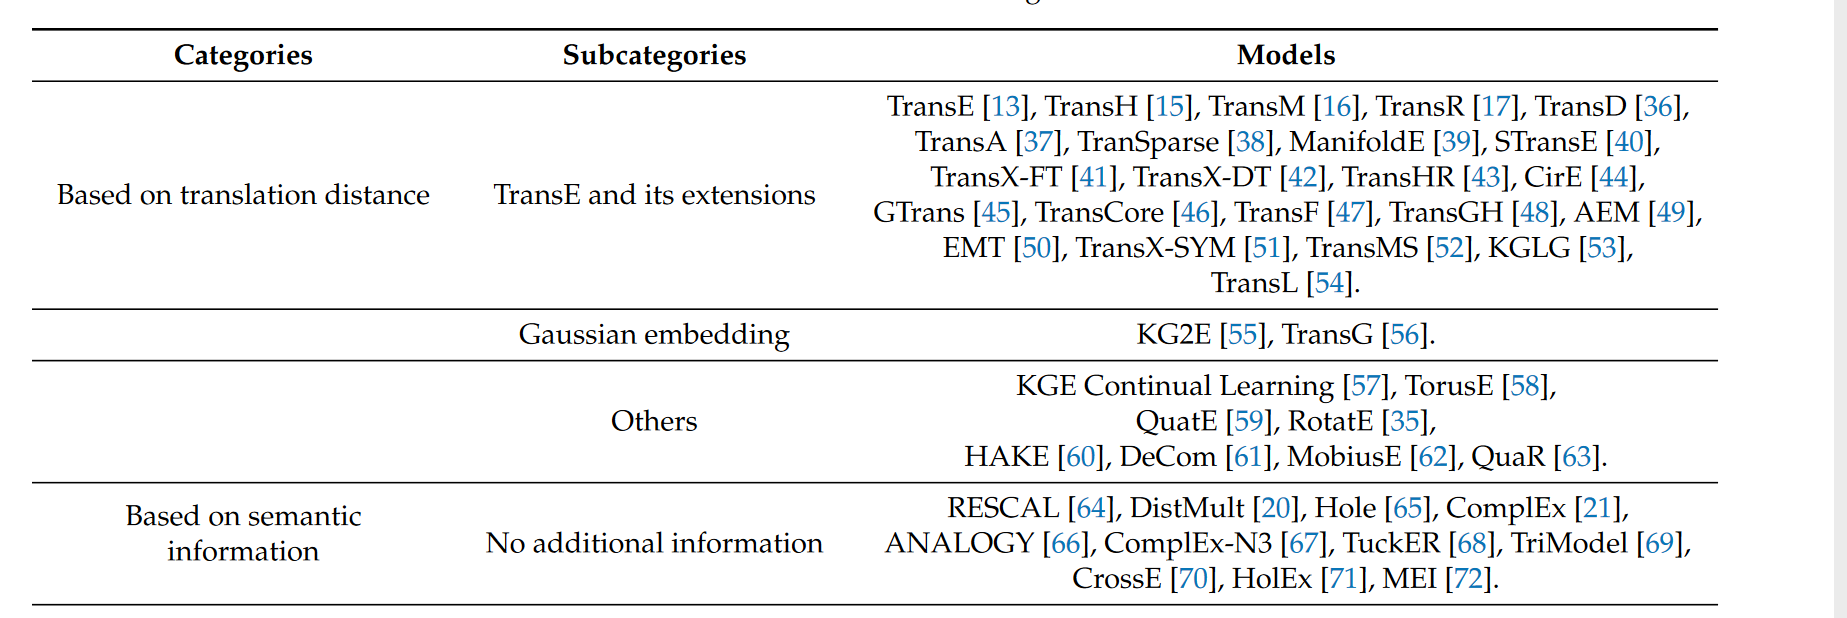 Categories Subcategories Models
TransE [13], TransH [15], TransM [16], TransR [17], TransD [36],
TransA [37], TranSparse [38], ManifoldE [39], STransE [40],
TransX-FT [41], TransX-DT [42], TransHR [43], CirE [44],
Based on translation distance TransE and its extensions
GTrans [45], TransCore [46], TransF [47], TransGH [48], AEM [49],
EMT [50], TransX-SYM [51], TransMS [52], KGLG [53],
TransL [54].
Gaussian embedding KG2E [55], TransG [56].
KGE Continual Learning [57], TorusE [58],
Others QuatE [59], RotatE [35],
HAKE [60], DeCom [61], MobiusE [62], QuaR [63].
Based on semantic
information
No additional information
RESCAL [64], DistMult [20], Hole [65], ComplEx [21],
ANALOGY [66], ComplEx-N3 [67], TuckER [68], TriModel [69],
CrossE [70], HolEx [71], MEI [72].